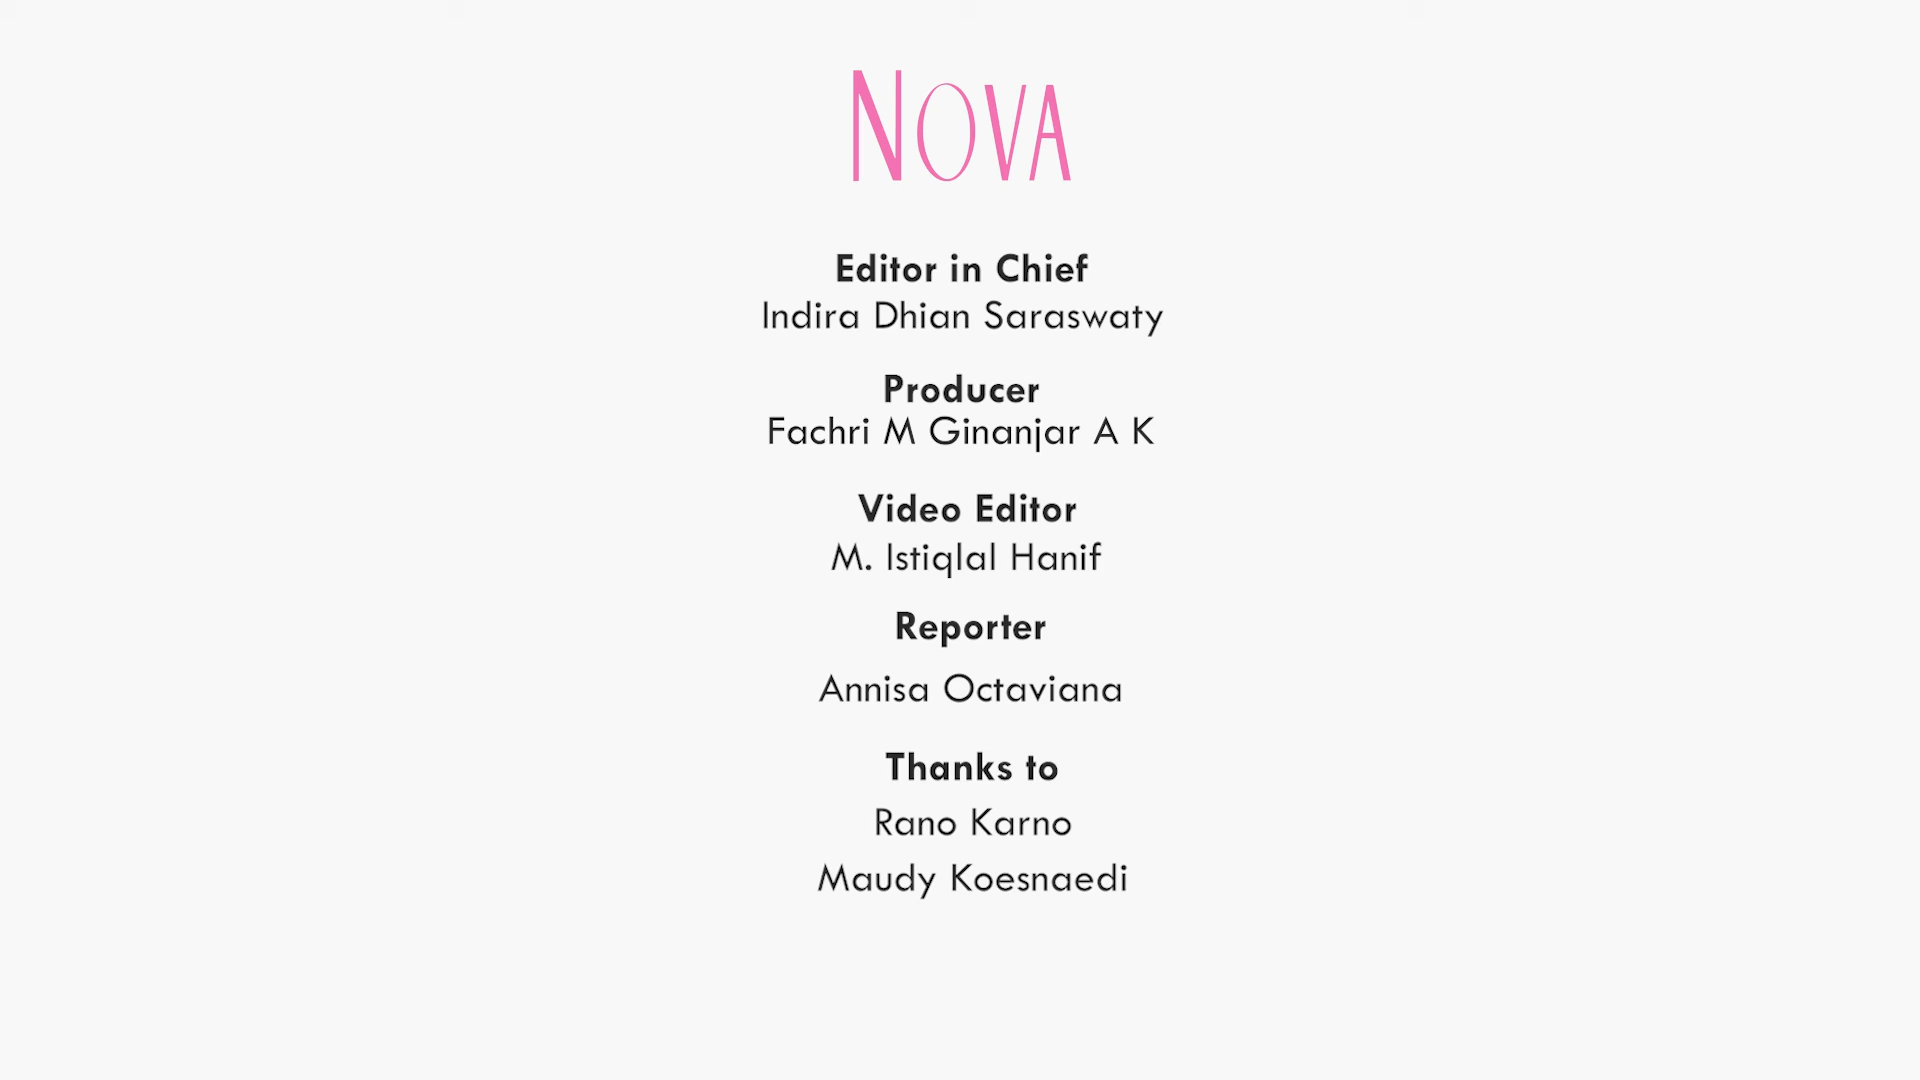 NOVA
Editor in Chief
Indira Dhian Saraswaty
Producer
Fachri M Ginanjar A K
Video Editor
M. Istiqlal Hanif
Reporter
Annisa Octaviana
Thanks to
Rano Karno
Maudy Koesnaedi